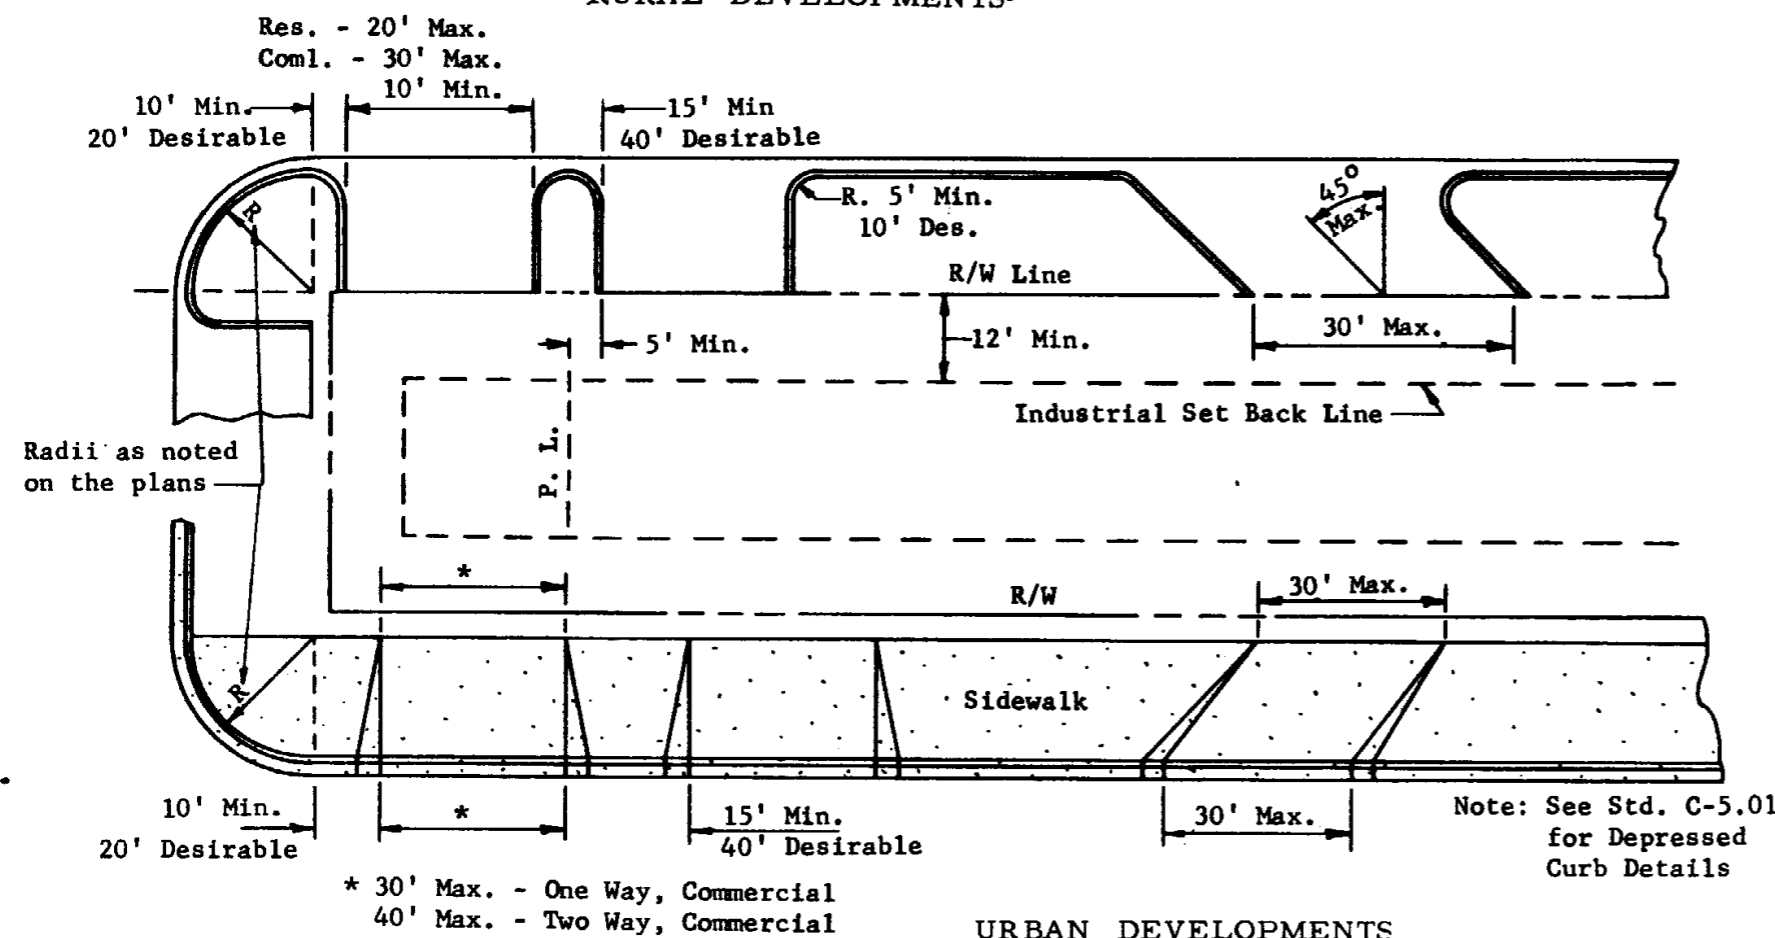 RURAL DEVELOPMENTS
Res. - 20' Max.
Coml. - 30' Max.
10' Min.
10' Min.
20' Desirable
15' Min
40' Desirable
R
R. 5' Min.
10' Des.
45°
Max.
R/W Line
5' Min.
12' Min.
30' Max.
Industrial Set Back Line
P. L.
Radii as noted
on the plans
*
R/W
30' Max.
R
Sidewalk
10' Min.
20' Desirable
*
15' Min.
40' Desirable
30' Max.
Note: See Std. C-5.01
for Depressed
Curb Details
* 30' Max. - One Way, Commercial
40' Max. - Two Way, Commercial
URBAN DEVELOPMENTS